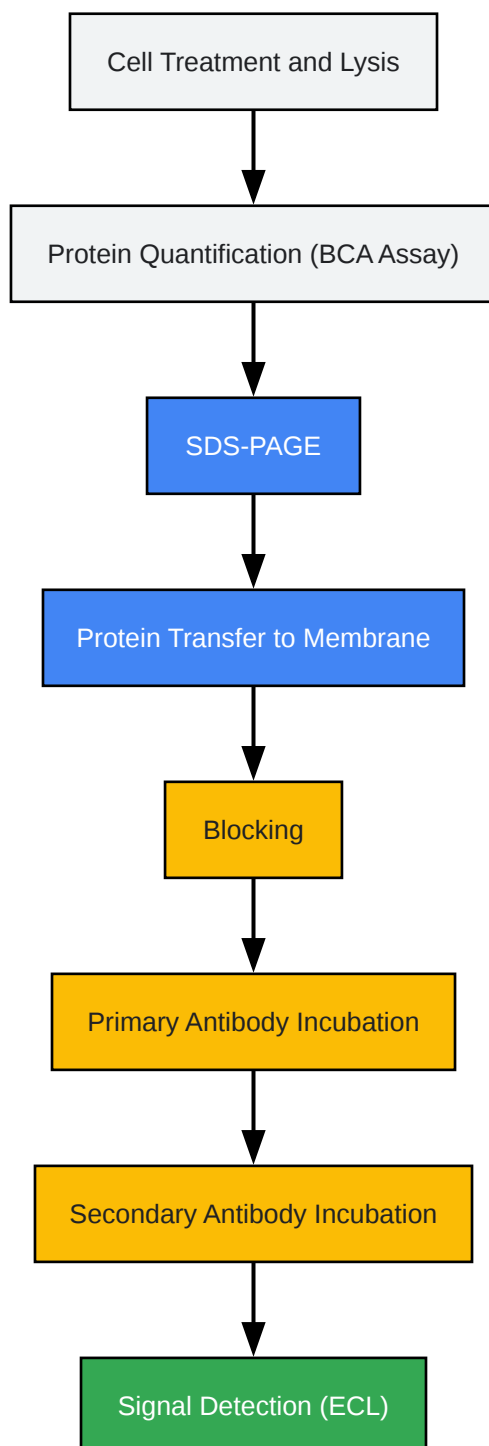 Cell Treatment and Lysis
Protein Quantification (BCA Assay)
SDS-PAGE
Protein Transfer to Membrane
Blocking
Primary Antibody Incubation
Secondary Antibody Incubation
Signal Detection (ECL)